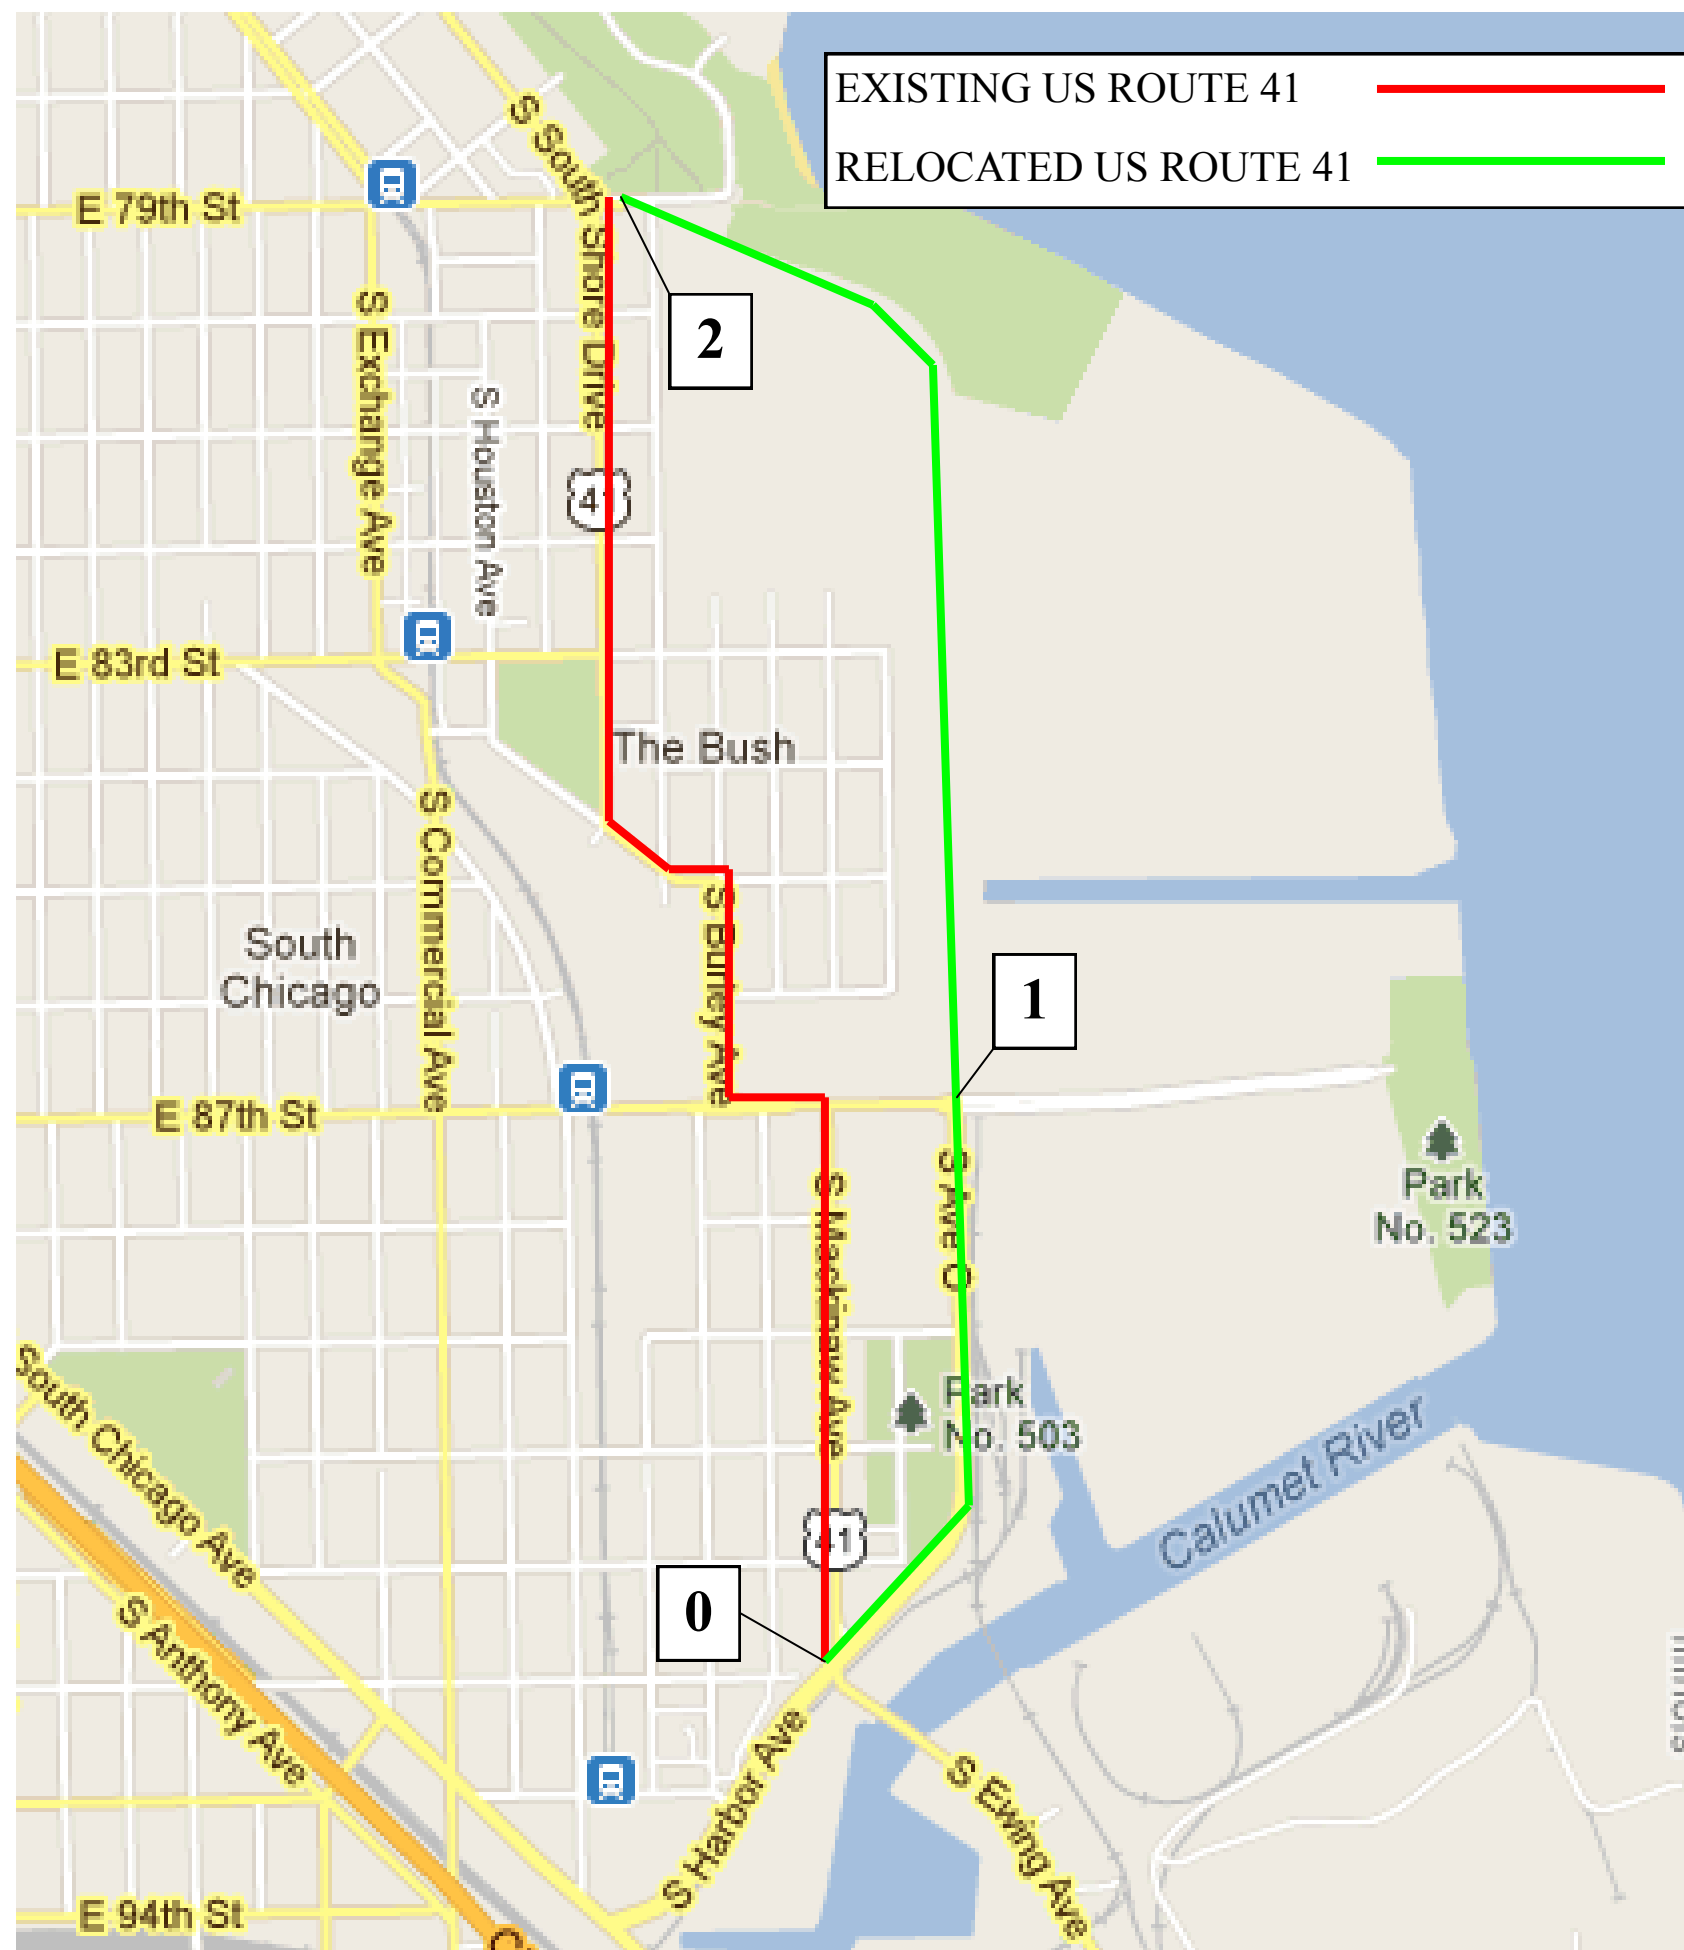 EXISTING US ROUTE 41
RELOCATED US ROUTE 41
S South Shore Drive
E 79th St
2
S Exchange Ave
S Houston Ave
41
E 83rd St
The Bush
S Commercial Ave
S Burley Ave
South
Chicago
1
E 87th St
S Ave O
S Mackinaw Ave
Park
No. 523
Park
No. 503
South Chicago Ave
Calumet River
41
0
S Anthony Ave
S Harbor Ave
S Ewing Ave
E 94th St